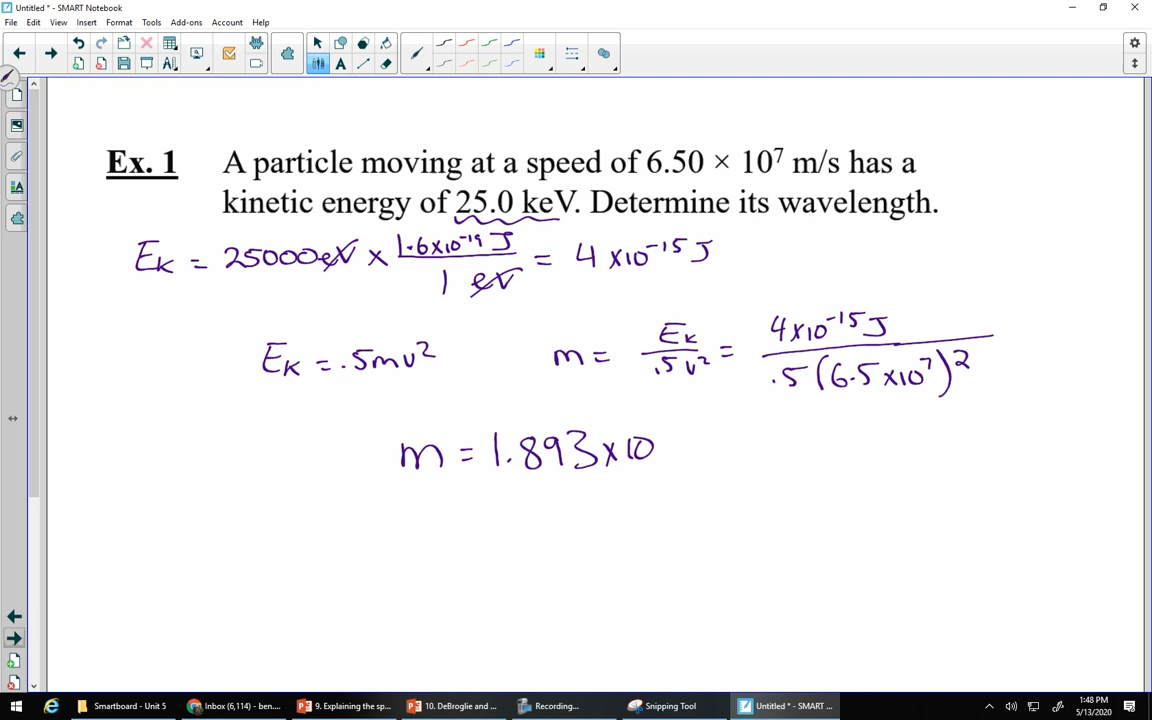 Untitled * - SMART Notebook
File Edit View Insert Format Tools Add-ons Account Help
Ex. 1 A particle moving at a speed of 6.50 × 10⁷ m/s has a
kinetic energy of 25.0 keV. Determine its wavelength.
E_K = 25000 eV × 1.6×10⁻¹⁹ J / 1 eV = 4 ×10⁻¹⁵ J
E_K = .5mv² m = E_K / .5v² = 4×10⁻¹⁵ J / .5(6.5×10⁷)²
m = 1.893×10
Smartboard - Unit 5 Inbox (6,114) - ben.... 9. Explaining the sp... 10. DeBroglie and ... Recording... Snipping Tool Untitled * - SMART ... 1:48 PM
5/13/2020